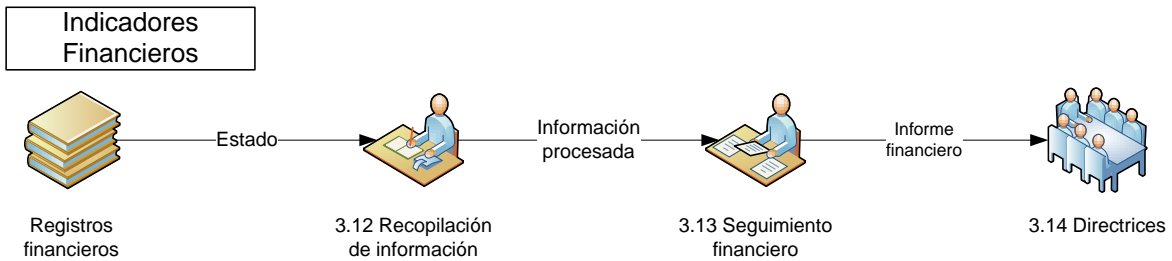 Indicadores
Financieros
Estado
Información
procesada
Informe
financiero
Registros
financieros
3.12 Recopilación
de información
3.13 Seguimiento
financiero
3.14 Directrices